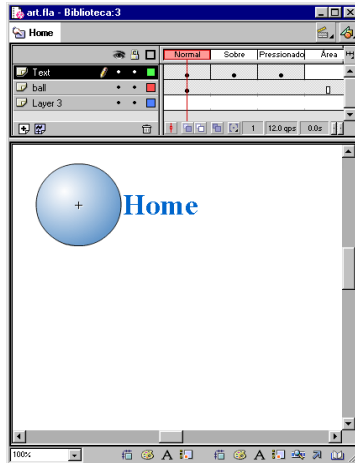 art.fla - Biblioteca:3
Home
Normal Sobre Pressionado Área
Text
ball
Layer 3
1 12.0 qps 0.0s
Home
100%